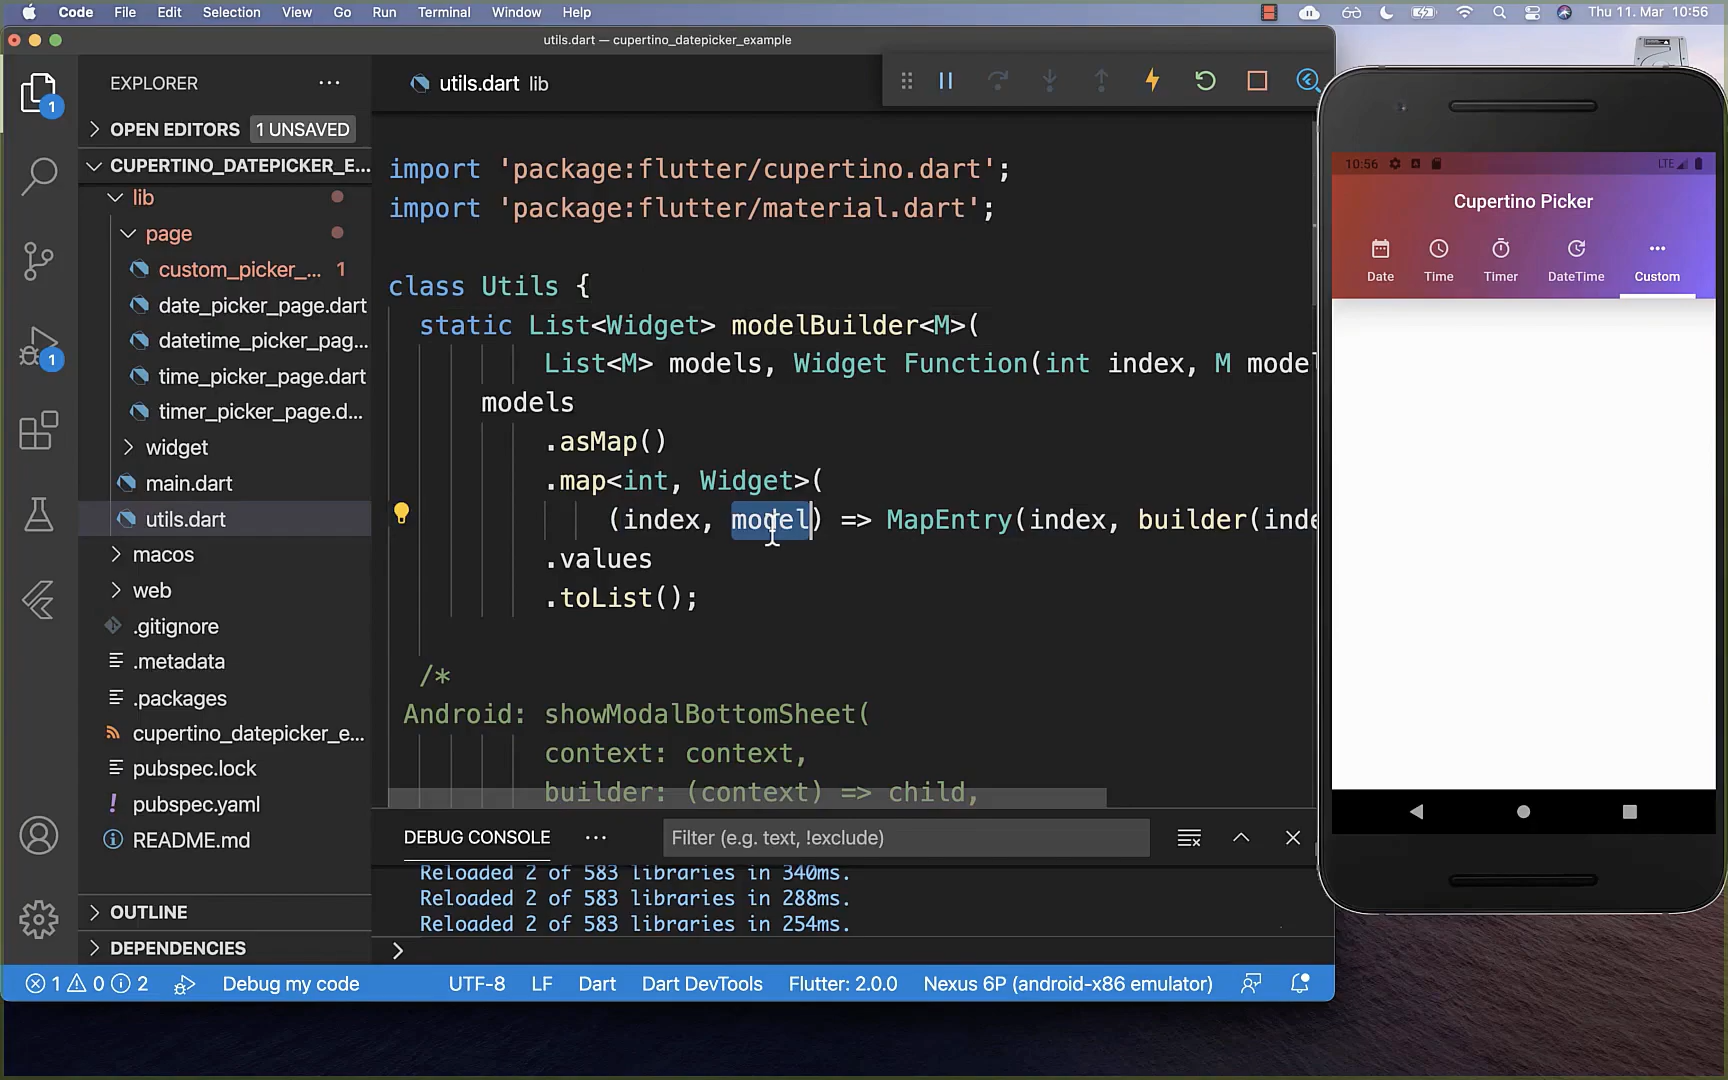 Code File Edit Selection View Go Run Terminal Window Help Thu 11. Mar 10:56
utils.dart — cupertino_datepicker_example
EXPLORER ···
OPEN EDITORS 1 UNSAVED
CUPERTINO_DATEPICKER_E...
lib
page
custom_picker_... 1
date_picker_page.dart
datetime_picker_pag...
time_picker_page.dart
timer_picker_page.d...
widget
main.dart
utils.dart
macos
web
.gitignore
.metadata
.packages
cupertino_datepicker_e...
pubspec.lock
pubspec.yaml
README.md
OUTLINE
DEPENDENCIES
1
1
utils.dart lib
import 'package:flutter/cupertino.dart';
import 'package:flutter/material.dart';
class Utils {
static List<Widget> modelBuilder<M>(
List<M> models, Widget Function(int index, M model
models
.asMap()
.map<int, Widget>(
(index, model) => MapEntry(index, builder(inde
.values
.toList();
/*
Android: showModalBottomSheet(
context: context,
builder: (context) => child,
DEBUG CONSOLE ··· Filter (e.g. text, !exclude)
Reloaded 2 of 583 libraries in 340ms.
Reloaded 2 of 583 libraries in 288ms.
Reloaded 2 of 583 libraries in 254ms.
>
1 0 2 Debug my code UTF-8 LF Dart Dart DevTools Flutter: 2.0.0 Nexus 6P (android-x86 emulator)
10:56 LTE
Cupertino Picker
Date Time Timer DateTime Custom